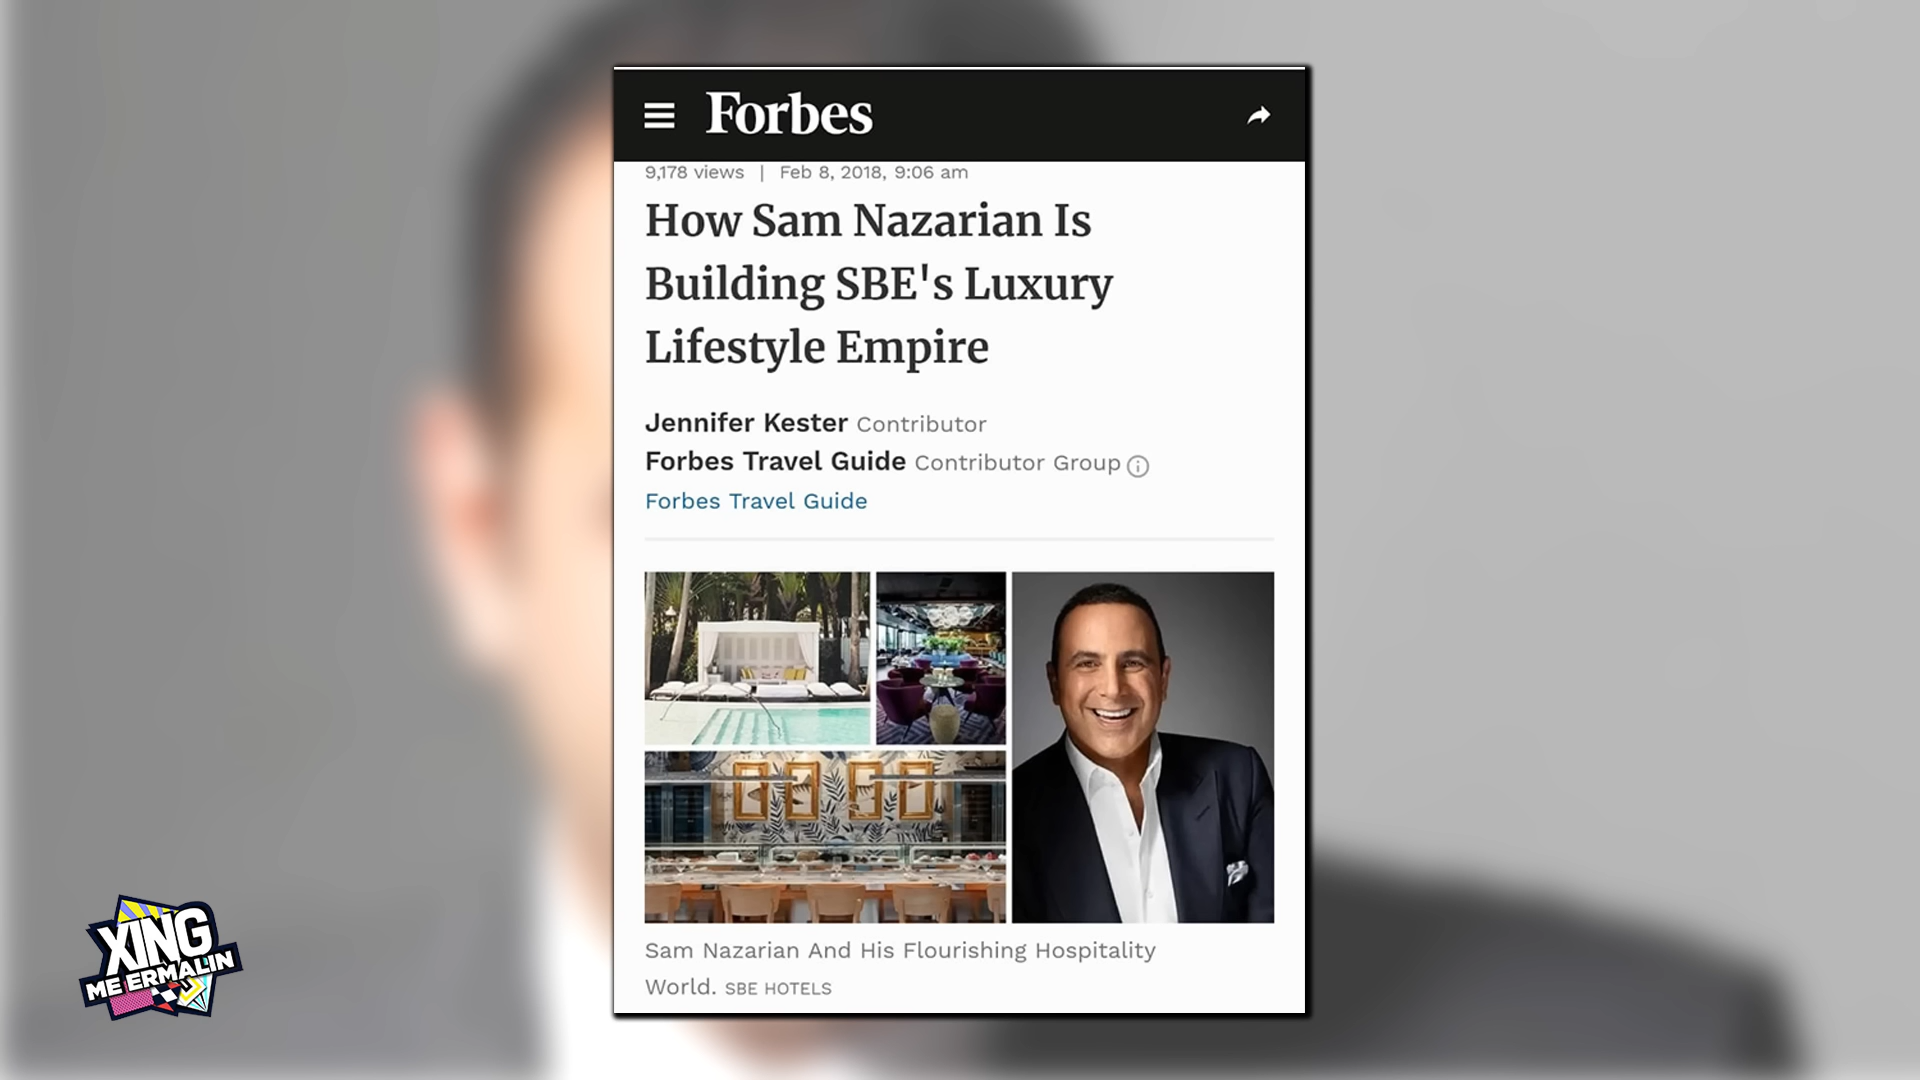 Forbes
9,178 views | Feb 8, 2018, 9:06 am
How Sam Nazarian Is
Building SBE's Luxury
Lifestyle Empire
Jennifer Kester Contributor
Forbes Travel Guide Contributor Group
Forbes Travel Guide
Sam Nazarian And His Flourishing Hospitality
World. SBE HOTELS
XING
ME ERMALIN